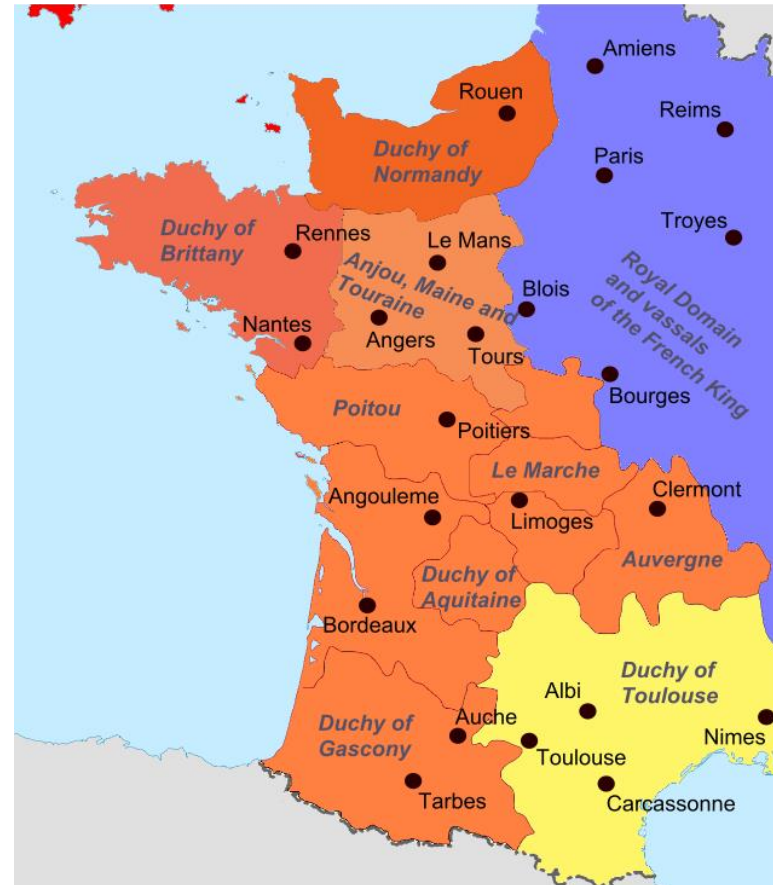 Amiens
Rouen
Reims
Duchy of
Normandy
Paris
Troyes
Duchy of
Brittany
Rennes
Le Mans
Anjou, Maine and
Touraine
Blois
Royal Domain
and vassals
of the French King
Nantes
Angers
Tours
Bourges
Poitou
Poitiers
Le Marche
Angouleme
Limoges
Clermont
Auvergne
Duchy of
Aquitaine
Bordeaux
Duchy of
Toulouse
Albi
Duchy of
Gascony
Auche
Toulouse
Nimes
Tarbes
Carcassonne